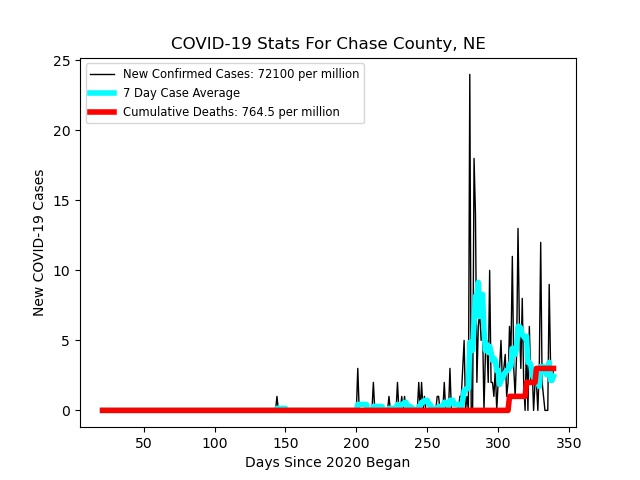 COVID-19 Stats For Chase County, NE
New Confirmed Cases: 72100 per million
7 Day Case Average
Cumulative Deaths: 764.5 per million
25
20
15
10
5
0
New COVID-19 Cases
50
100
150
200
250
300
350
Days Since 2020 Began